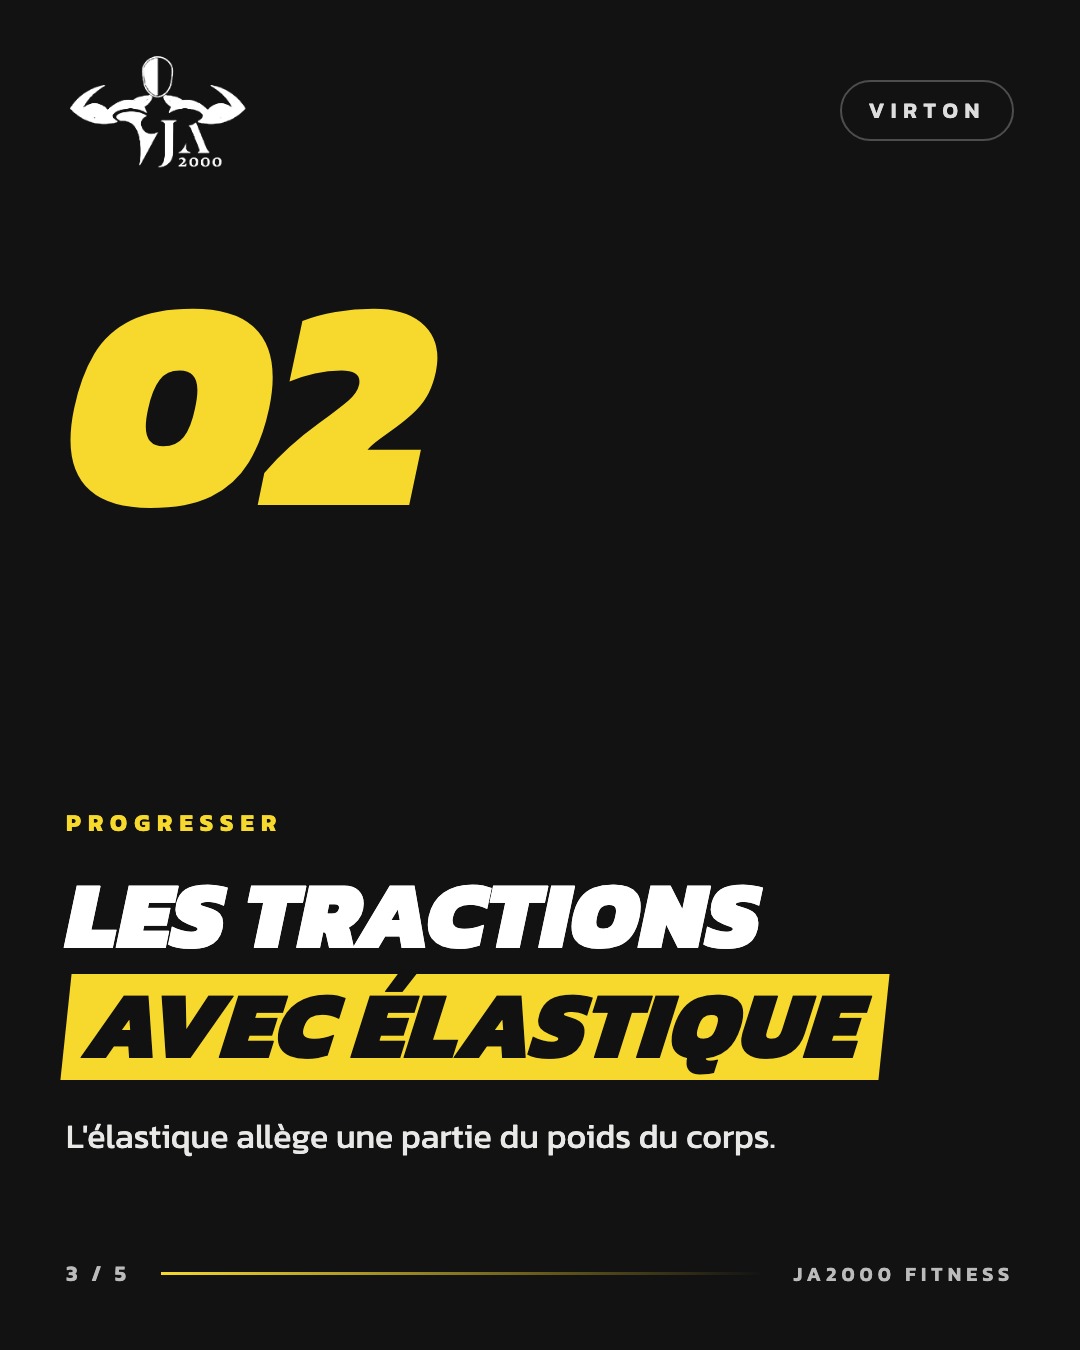 JA
2000
VIRTON
02
PROGRESSER
LES TRACTIONS
AVEC ÉLASTIQUE
L'élastique allège une partie du poids du corps.
3 / 5
JA2000 FITNESS